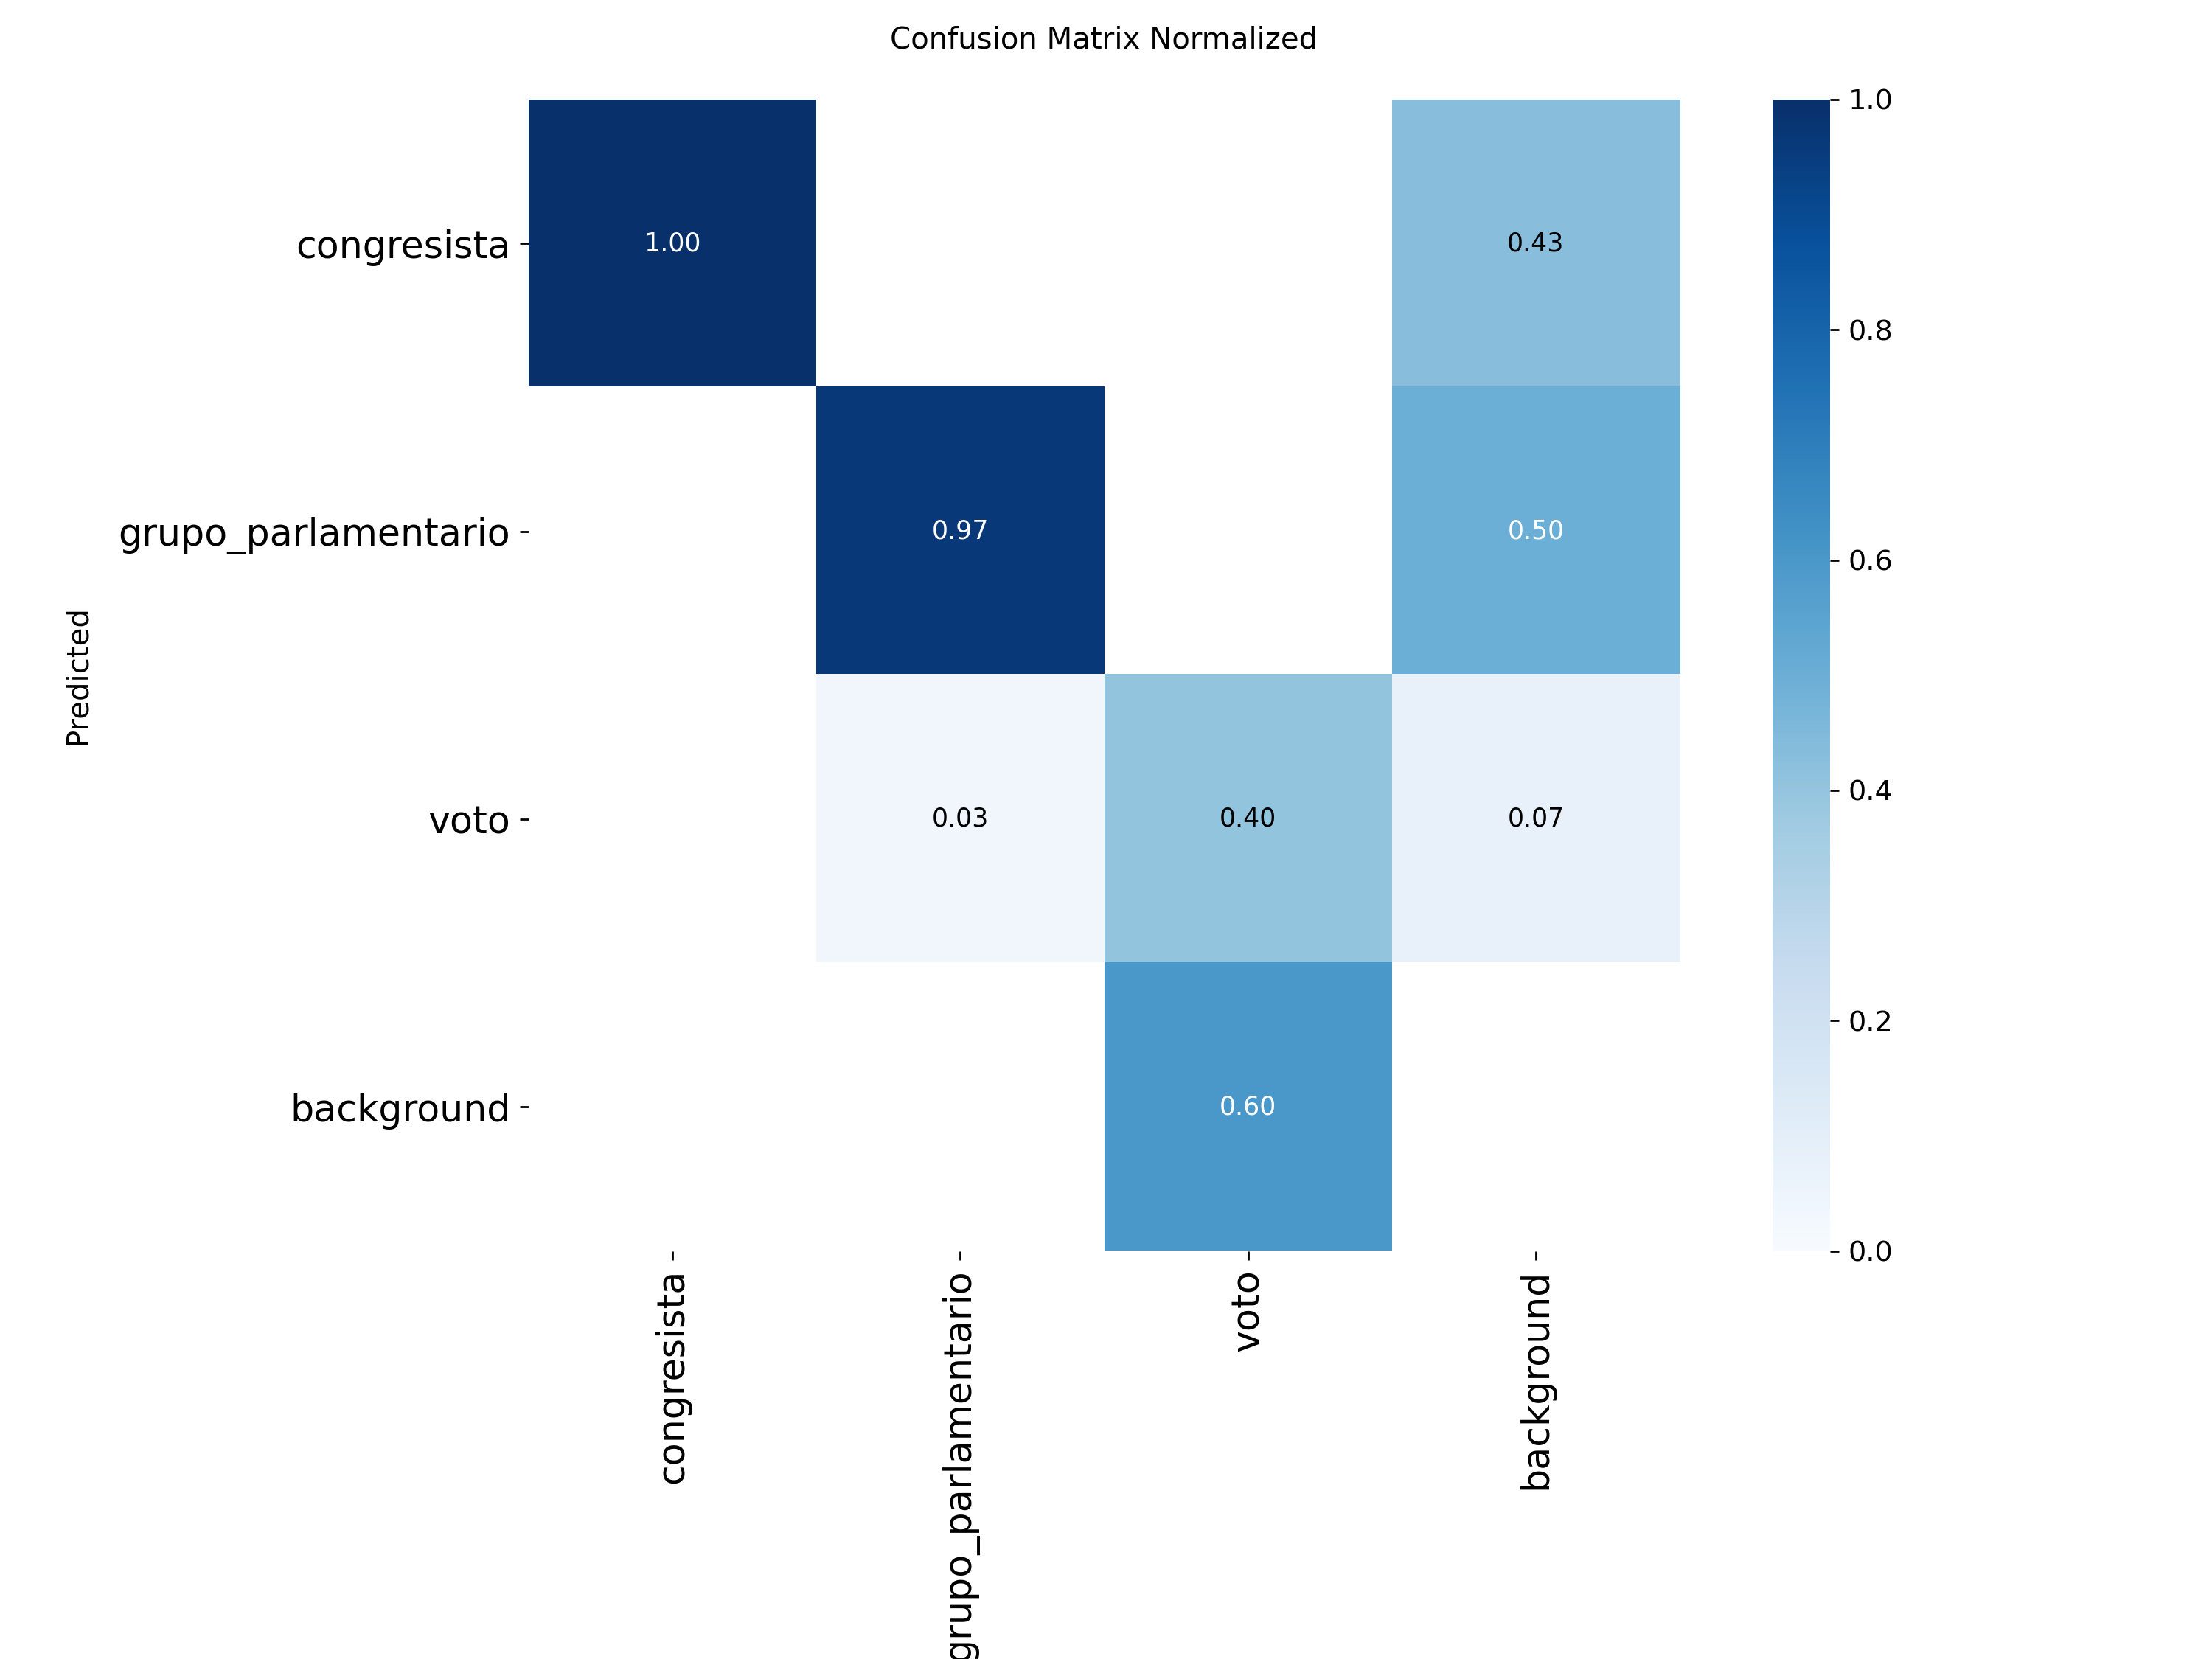 Confusion Matrix Normalized
1.00
0.43
0.97
0.50
0.03
0.40
0.07
0.60
congresista
grupo_parlamentario
voto
background
Predicted
congresista
grupo_parlamentario
voto
background
1.0
0.8
0.6
0.4
0.2
0.0